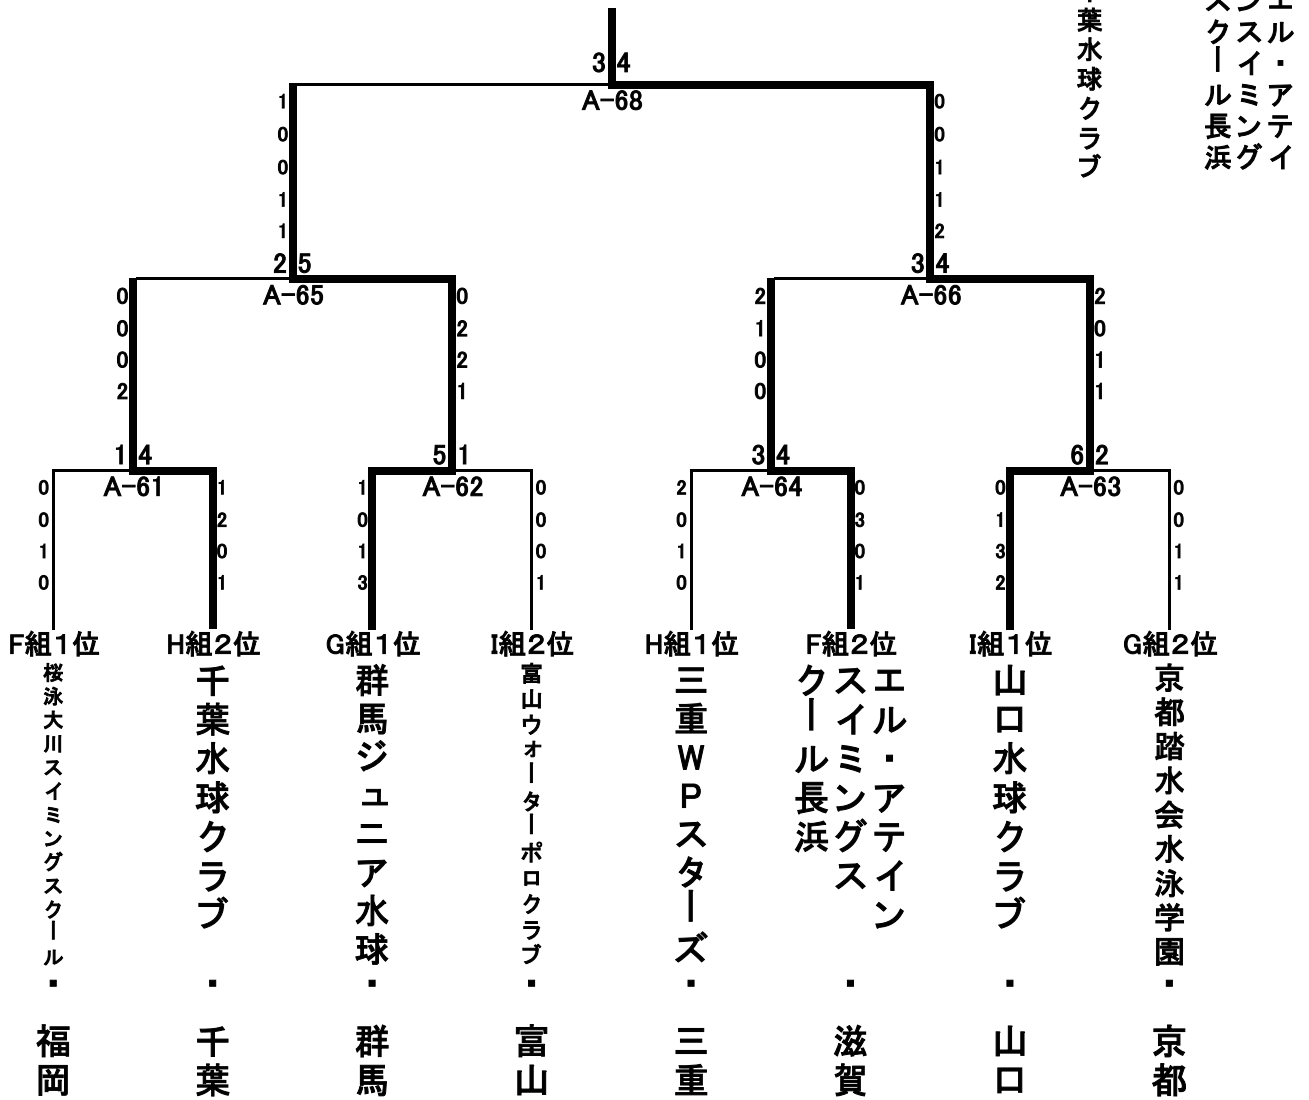 葉水球クラブ
エル・アテイ
ンスイミング
スクール長浜
3 4
A-68
1 0
0 0
0 1
1 1
1 2
2 5
A-65
3 4
A-66
0 0 2 2
0 2 1 0
0 2 0 1
2 1 0 1
1 4
A-61
5 1
A-62
3 4
A-64
6 2
A-63
0 1 1 0 2 0 0 0
0 2 0 0 0 3 1 0
1 0 1 0 1 0 3 1
0 1 3 1 0 1 2 1
F組1位
H組2位
G組1位
I組2位
H組1位
F組2位
I組1位
G組2位
桜泳大川スイミングスクール・福岡
千葉水球クラブ・千葉
群馬ジュニア水球・群馬
富山ウオーターポロクラブ・富山
三重WPスターズ・三重
エル・アテイン
スイミングス
クール長浜
・滋賀
山口水球クラブ・山口
京都踏水会水泳学園・京都